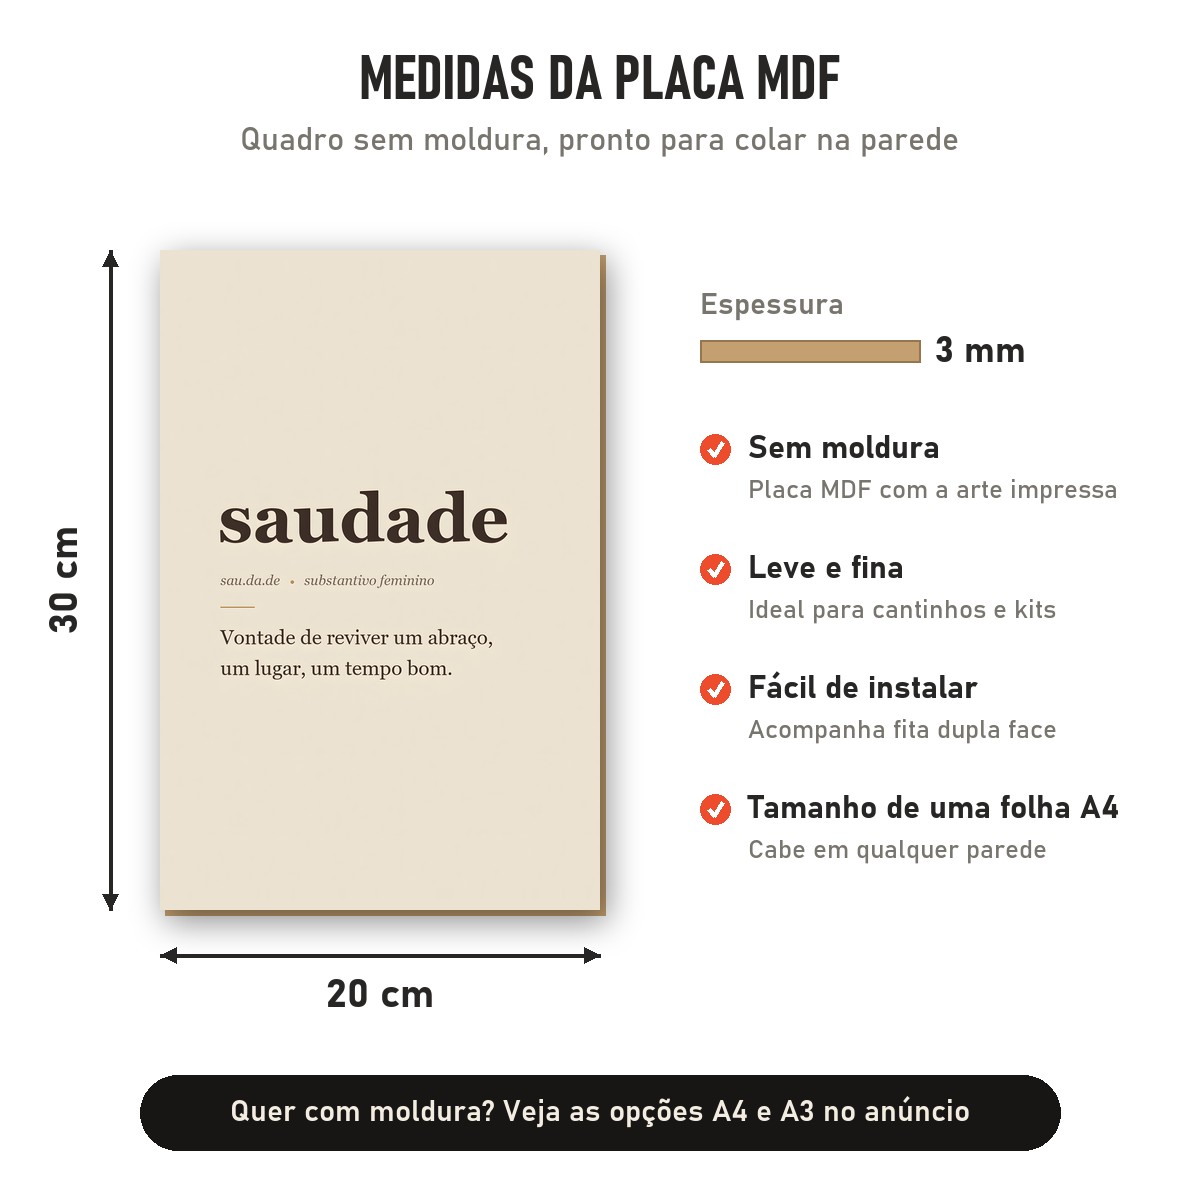 MEDIDAS DA PLACA MDF
Quadro sem moldura, pronto para colar na parede
30 cm
saudade
sau.da.de • substantivo feminino
Vontade de reviver um abraço,
um lugar, um tempo bom.
20 cm
Espessura
3 mm
Sem moldura
Placa MDF com a arte impressa
Leve e fina
Ideal para cantinhos e kits
Fácil de instalar
Acompanha fita dupla face
Tamanho de uma folha A4
Cabe em qualquer parede
Quer com moldura? Veja as opções A4 e A3 no anúncio